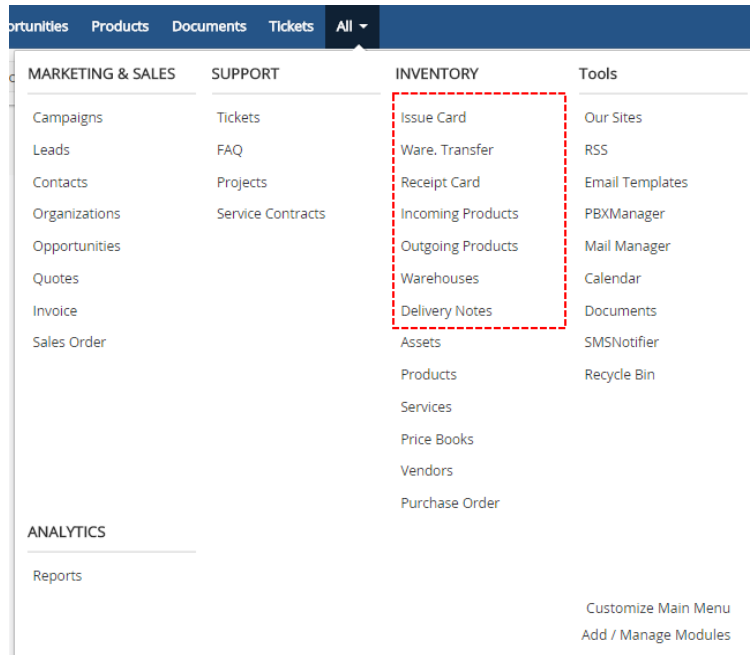 Products Documents Tickets All
MARKETING & SALES
Campaigns
Leads
Contacts
Organizations
Opportunities
Quotes
Invoice
Sales Order
SUPPORT
Tickets
FAQ
Projects
Service Contracts
INVENTORY
Issue Card
Ware. Transfer
Receipt Card
Incoming Products
Outgoing Products
Warehouses
Delivery Notes
Assets
Products
Services
Price Books
Vendors
Purchase Order
Tools
Our Sites
RSS
Email Templates
PBXManager
Mail Manager
Calendar
Documents
SMSNotifier
Recycle Bin
ANALYTICS
Reports
Customize Main Menu
Add / Manage Modules